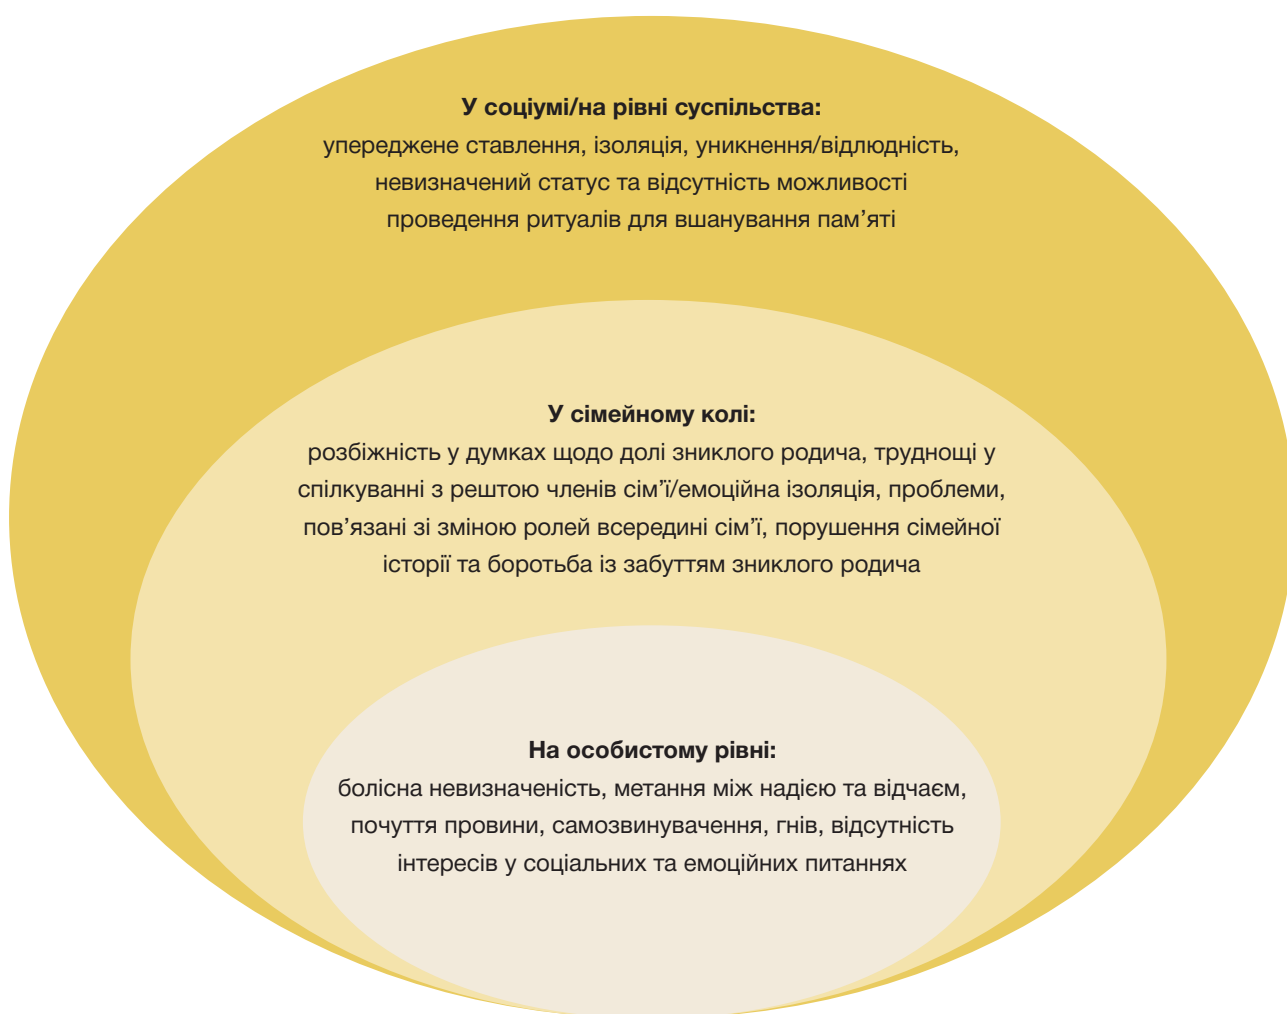 У соціумі/на рівні суспільства:
упереджене ставлення, ізоляція, уникнення/відлюдність,
невизначений статус та відсутність можливості
проведення ритуалів для вшанування пам’яті
У сімейному колі:
розбіжність у думках щодо долі зниклого родича, труднощі у
спілкуванні з рештою членів сім’ї/емоційна ізоляція, проблеми,
пов’язані зі зміною ролей всередині сім’ї, порушення сімейної
історії та боротьба із забуттям зниклого родича
На особистому рівні:
болісна невизначеність, метання між надією та відчаєм,
почуття провини, самозвинувачення, гнів, відсутність
інтересів у соціальних та емоційних питаннях